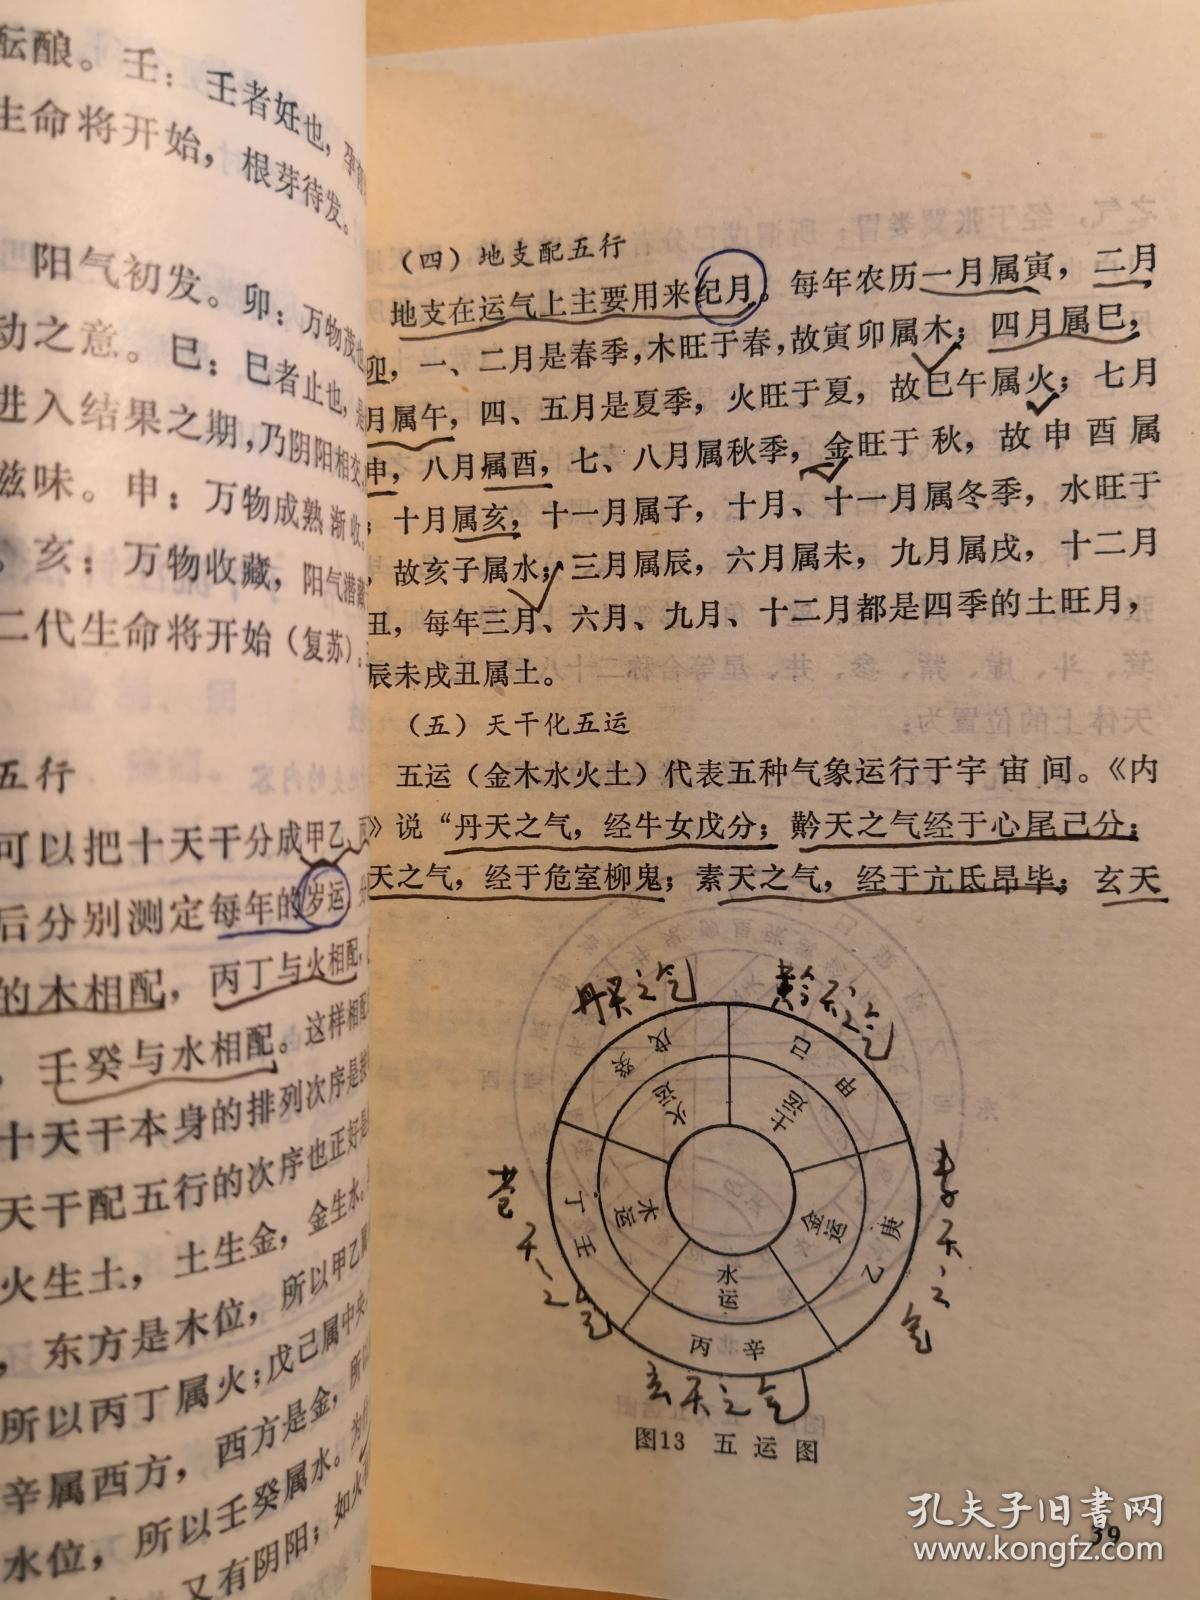 酝酿。壬：壬者妊也，孕
生命将开始，根芽待发。
阳气初发。卯：万物茂也
动之意。巳：巳者止也，
进入结果之期，乃阴阳相交
滋味。申：万物成熟渐收
，亥：万物收藏，阳气潜藏
二代生命将开始（复苏）。
五行
可以把十天干分成甲乙、丙
后分别测定每年的岁运，分
的木相配，丙丁与火相配，
，壬癸与水相配。这样相配
十天干本身的排列次序是按
天干配五行的次序也正好是
火生土，土生金，金生水。
，东方是木位，所以甲乙属
所以丙丁属火；戊己属中央
辛属西方，西方是金，所以
水位，所以壬癸属水。为什
又有阴阳；如火
（四）地支配五行
地支在运气上主要用来纪月。每年农历一月属寅，二月
卯，一、二月是春季，木旺于春，故寅卯属木；四月属巳，
月属午，四、五月是夏季，火旺于夏，故巳午属火；七月
申，八月属酉，七、八月属秋季，金旺于秋，故申酉属
；十月属亥，十一月属子，十月、十一月属冬季，水旺于
，故亥子属水；三月属辰，六月属未，九月属戌，十二月
丑，每年三月、六月、九月、十二月都是四季的土旺月，
辰未戌丑属土。
（五）天干化五运
五运（金木水火土）代表五种气象运行于宇宙间。《内
》说“丹天之气，经牛女戊分；黅天之气经于心尾己分；
天之气，经于危室柳鬼；素天之气，经于亢氐昂毕；玄天
丹天之气
黅天之气
癸 戊
己 甲
火运
土运
苍天之气
素天之气
丁 壬
木运
金运
庚 乙
水运
丙 辛
玄天之气
图13 五运图
39
孔夫子旧书网
www.kongfz.com